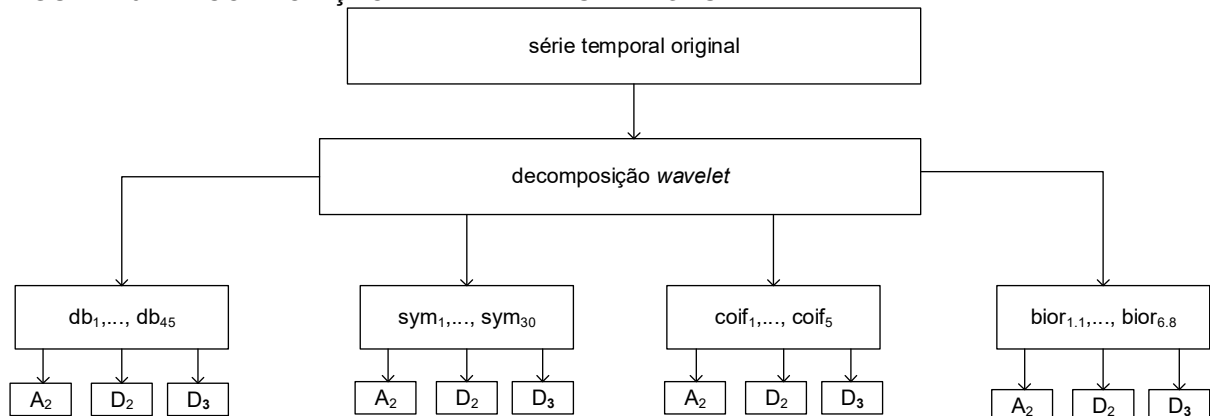 série temporal original
decomposição wavelet
db1,..., db45
sym1,..., sym30
coif1,..., coif5
bior1.1,..., bior6.8
A2 D2 D3 A2 D2 D3 A2 D2 D3 A2 D2 D3